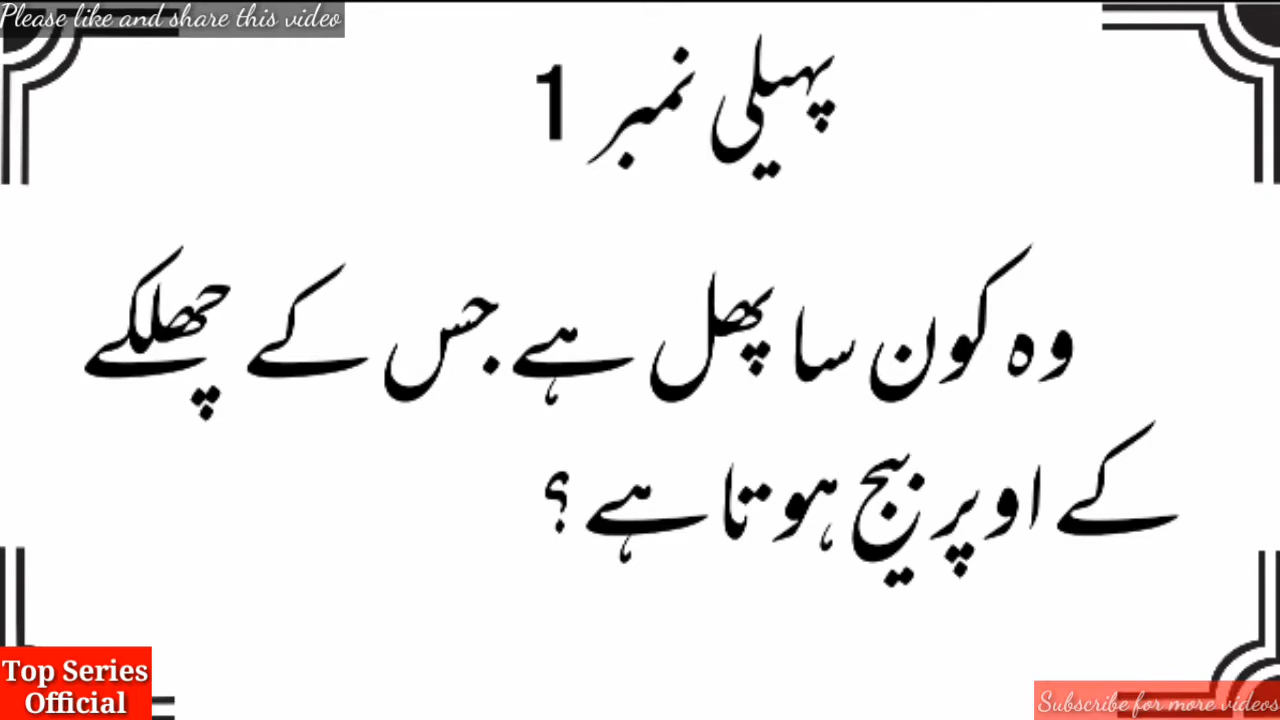 Please like and share this video
پہیلی نمبر 1
وہ کون سا پھل ہے جس کے چھلکے
کے اوپر بیج ہوتا ہے ؟
Top Series
Official
Subscribe for more videos